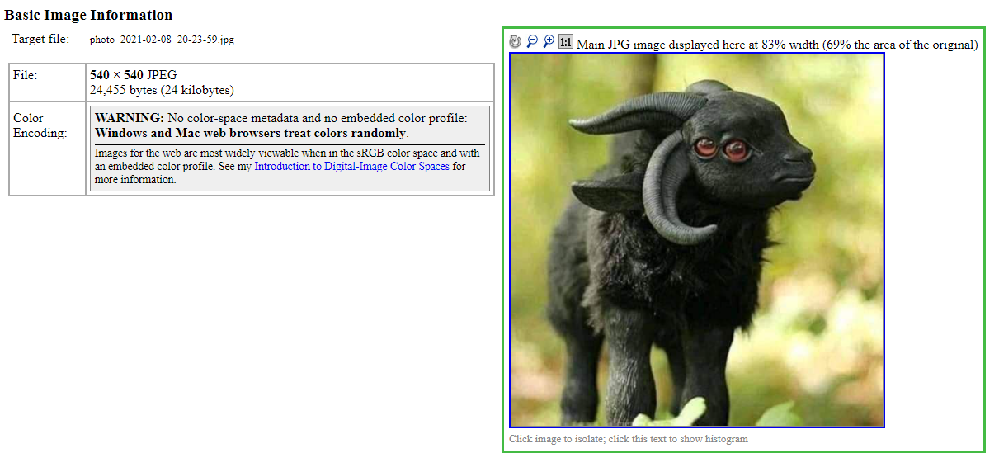 Basic Image Information
Target file: photo_2021-02-08_20-23-59.jpg
File: 540 × 540 JPEG
24,455 bytes (24 kilobytes)
Color Encoding:
WARNING: No color-space metadata and no embedded color profile:
Windows and Mac web browsers treat colors randomly.
Images for the web are most widely viewable when in the sRGB color space and with
an embedded color profile. See my Introduction to Digital-Image Color Spaces for
more information.
1:1 Main JPG image displayed here at 83% width (69% the area of the original)
Click image to isolate; click this text to show histogram